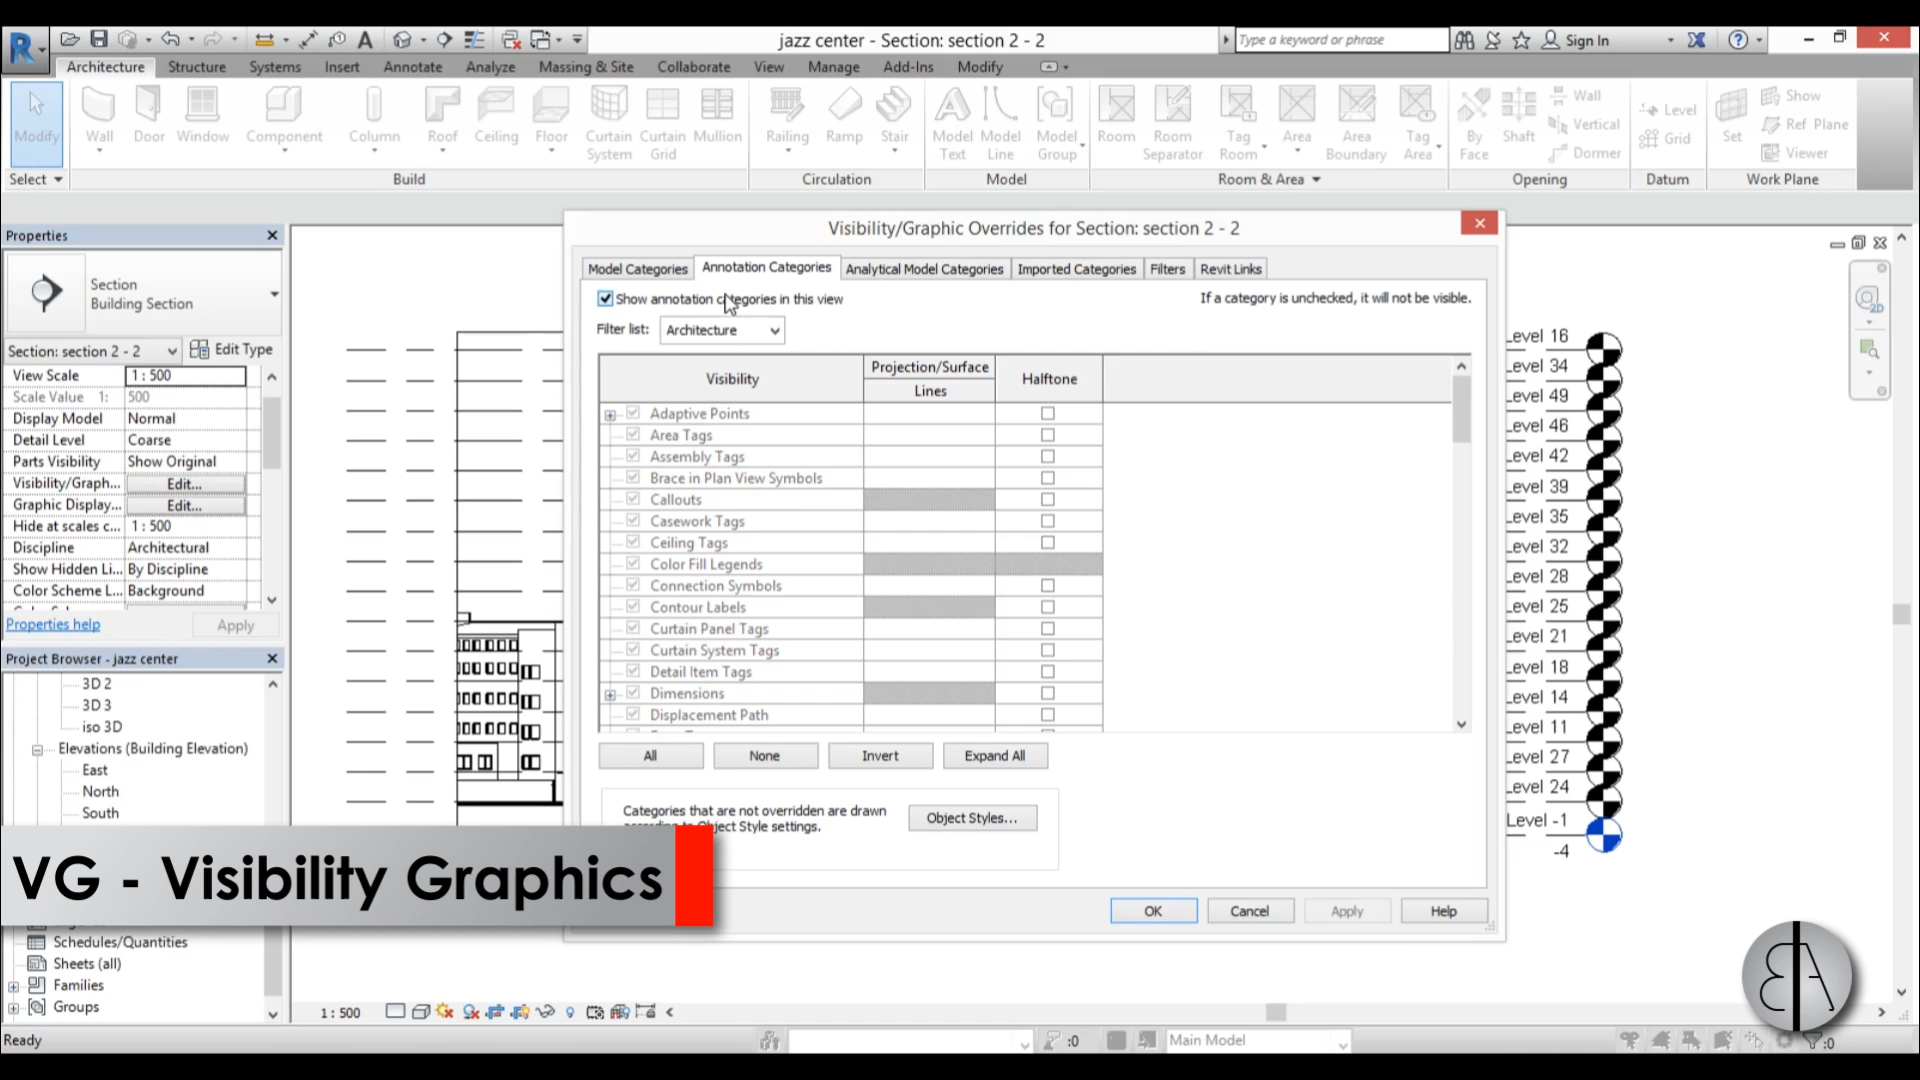 jazz center - Section: section 2 - 2
Type a keyword or phrase
Sign In
Architecture Structure Systems Insert Annotate Analyze Massing & Site Collaborate View Manage Add-Ins Modify
Modify Wall Door Window Component Column Roof Ceiling Floor Curtain System Curtain Grid Mullion Railing Ramp Stair Model Text Model Line Model Group Room Room Separator Tag Room Area Area Boundary Tag Area By Face Shaft Wall Vertical Dormer Level Grid Set Show Ref Plane Viewer
Select Build Circulation Model Room & Area Opening Datum Work Plane
Properties
Section
Building Section
Section: section 2 - 2 Edit Type
View Scale 1 : 500
Scale Value 1: 500
Display Model Normal
Detail Level Coarse
Parts Visibility Show Original
Visibility/Graph... Edit...
Graphic Display... Edit...
Hide at scales c... 1 : 500
Discipline Architectural
Show Hidden Li... By Discipline
Color Scheme L... Background
Properties help Apply
Project Browser - jazz center
3D 2
3D 3
iso 3D
Elevations (Building Elevation)
East
North
South
Schedules/Quantities
Sheets (all)
Families
Groups
Visibility/Graphic Overrides for Section: section 2 - 2
Model Categories Annotation Categories Analytical Model Categories Imported Categories Filters Revit Links
Show annotation categories in this view
If a category is unchecked, it will not be visible.
Filter list: Architecture
Visibility Projection/Surface Lines Halftone
Adaptive Points
Area Tags
Assembly Tags
Brace in Plan View Symbols
Callouts
Casework Tags
Ceiling Tags
Color Fill Legends
Connection Symbols
Contour Labels
Curtain Panel Tags
Curtain System Tags
Detail Item Tags
Dimensions
Displacement Path
All None Invert Expand All
Categories that are not overridden are drawn
according to Object Style settings.
Object Styles...
OK Cancel Apply Help
Level 16
Level 34
Level 49
Level 46
Level 42
Level 39
Level 35
Level 32
Level 28
Level 25
Level 21
Level 18
Level 14
Level 11
Level 27
Level 24
Level -1
-4
VG - Visibility Graphics
1 : 500
Ready
:0
Main Model
:0
2D
BA